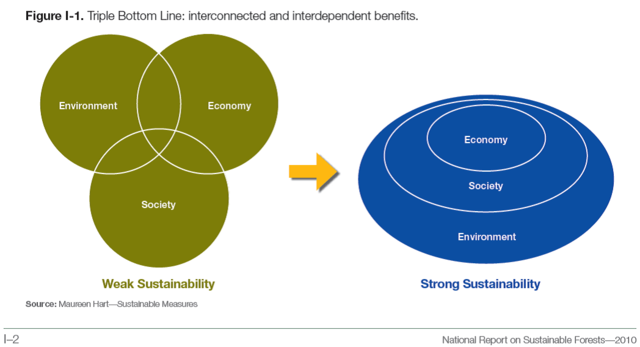 Figure I-1. Triple Bottom Line: interconnected and interdependent benefits.
Environment
Economy
Society
Weak Sustainability
Economy
Society
Environment
Strong Sustainability
Source: Maureen Hart—Sustainable Measures
I–2
National Report on Sustainable Forests—2010